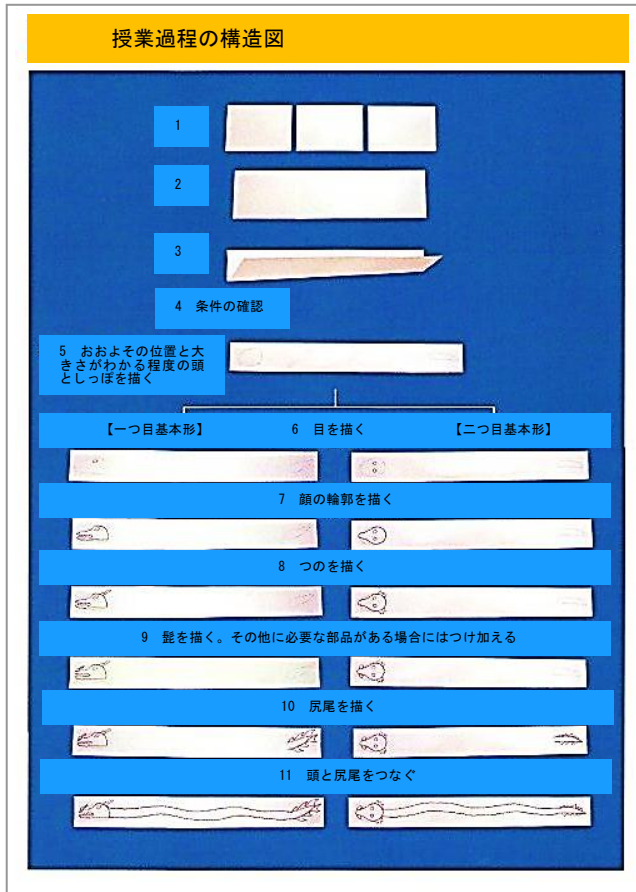 授業過程の構造図
1
2
3
4 条件の確認
5 おおよその位置と大
きさがわかる程度の頭
としっぽを描く
【一つ目基本形】 6 目を描く 【二つ目基本形】
7 顔の輪郭を描く
8 つのを描く
9 髭を描く。その他に必要な部品がある場合にはつけ加える
10 尻尾を描く
11 頭と尻尾をつなぐ